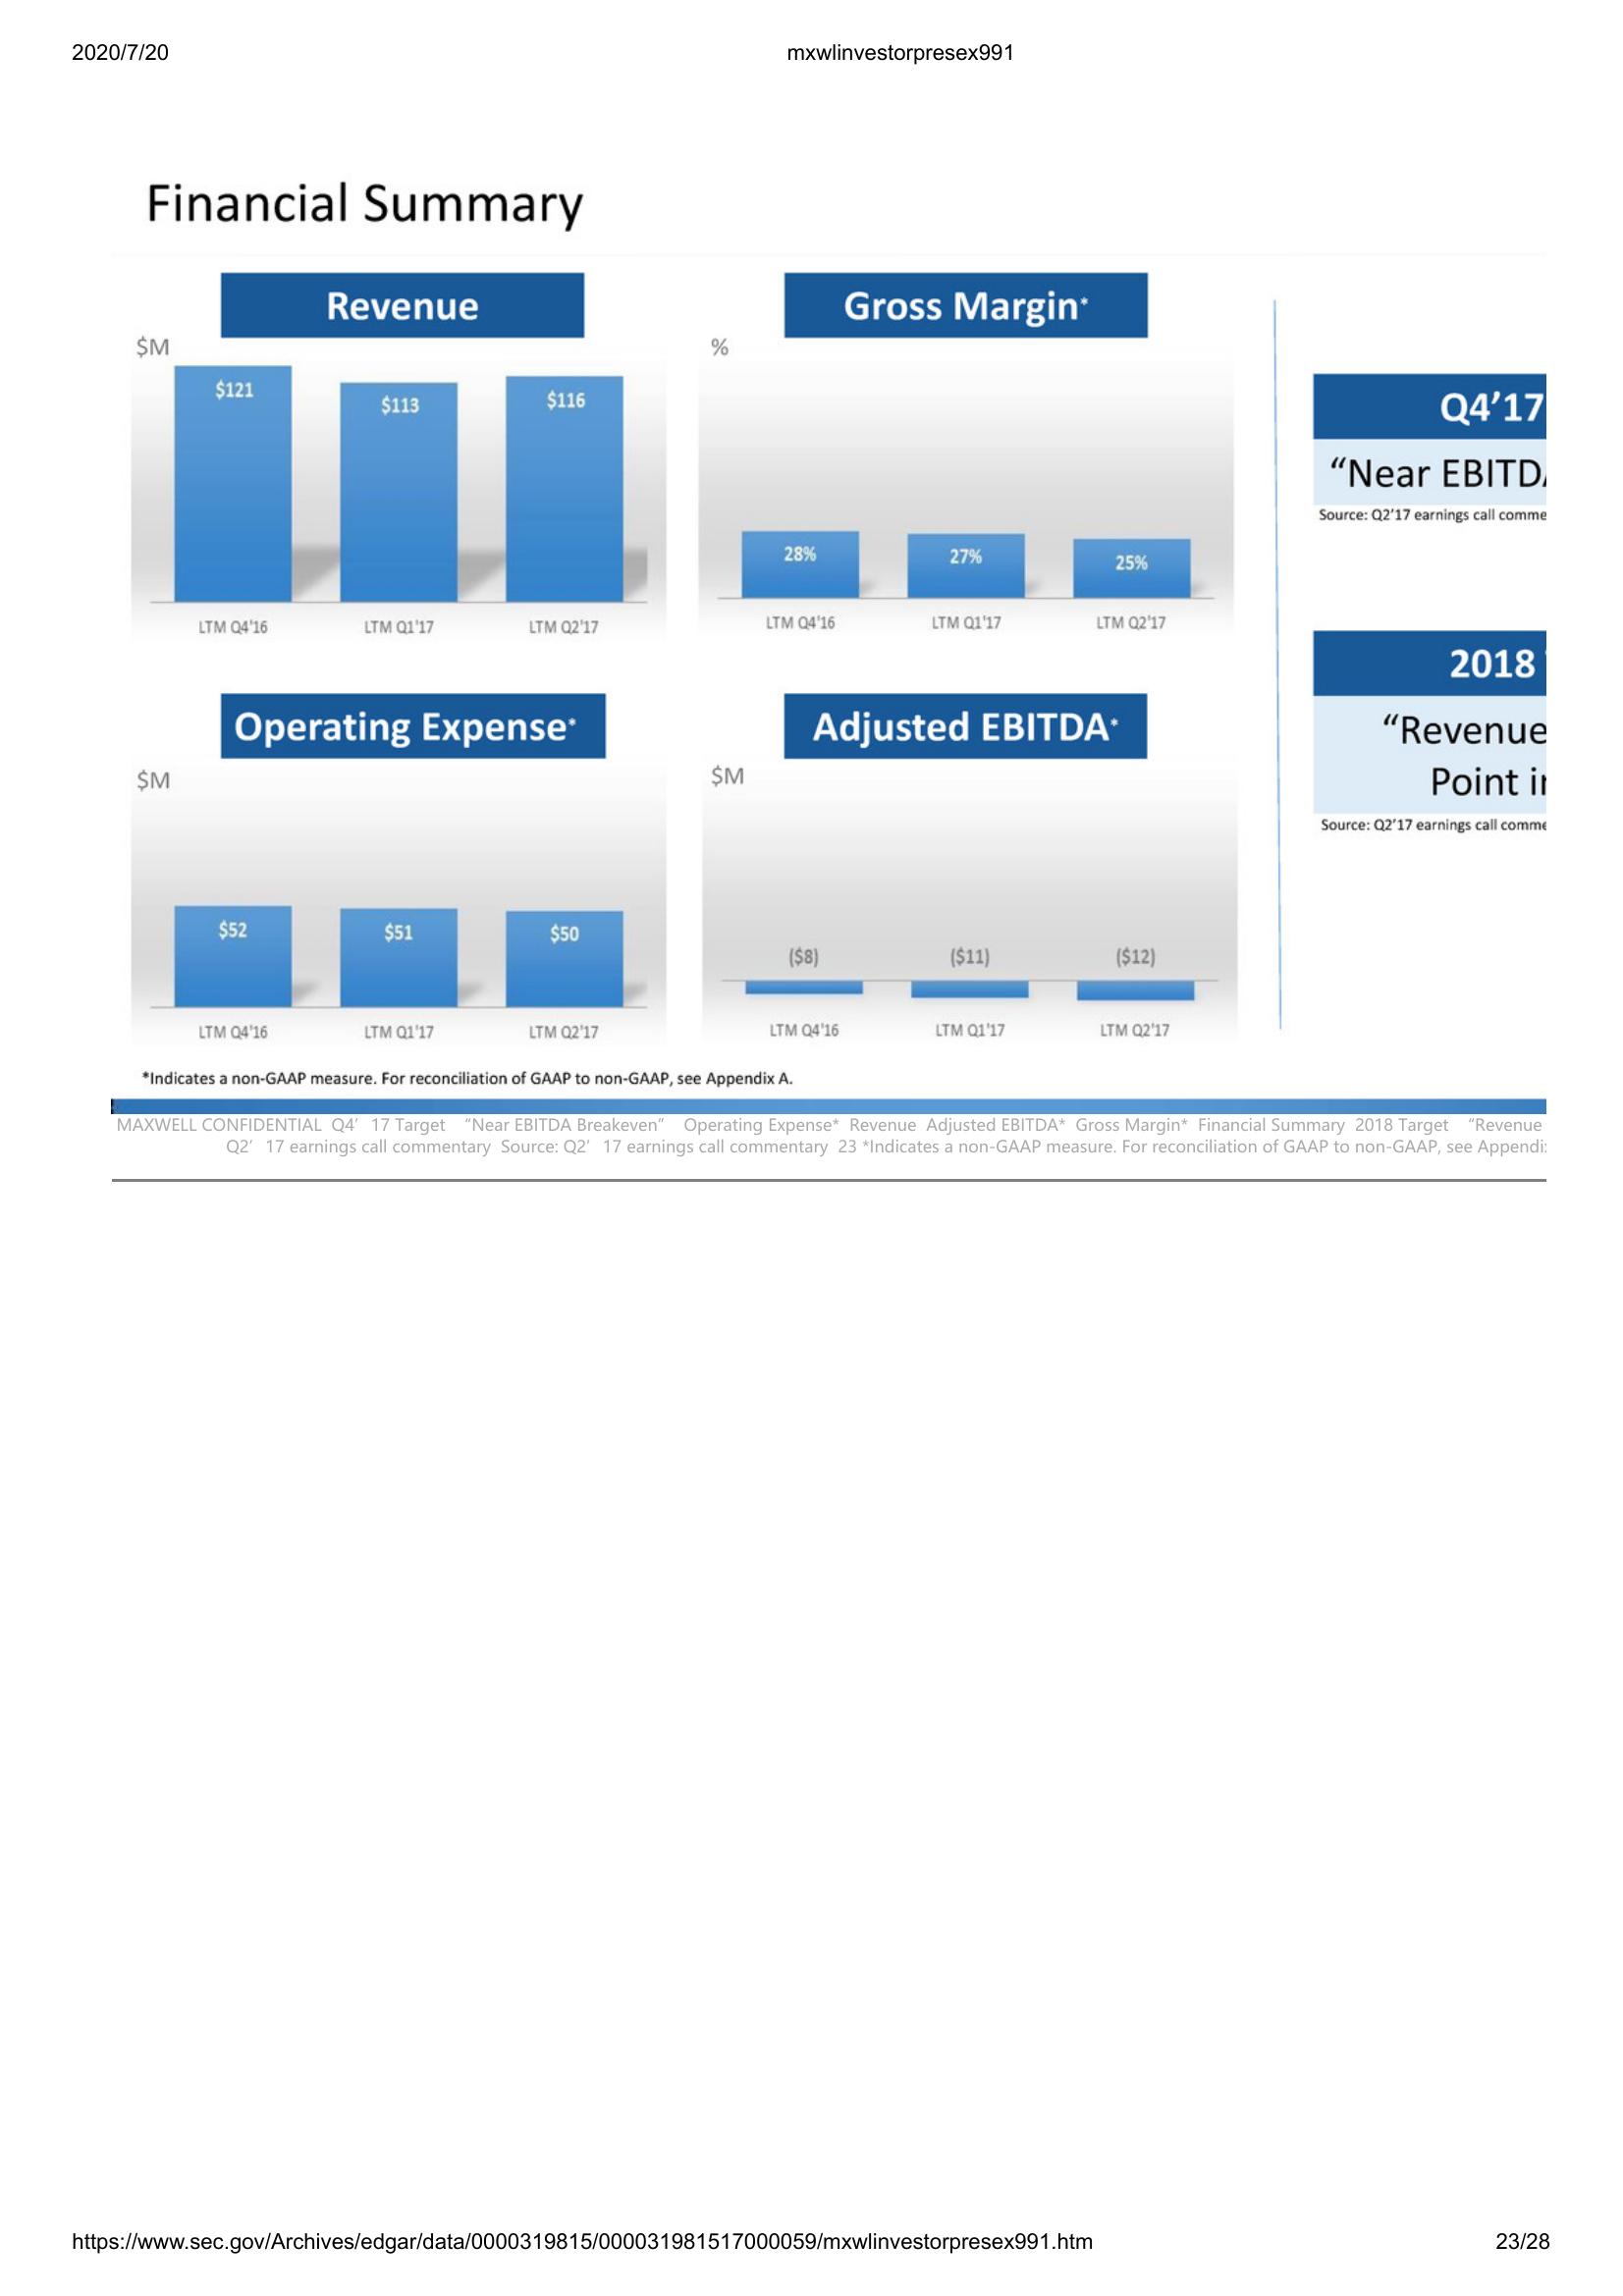 2020/7/20
mxwlinvestorpresex991
Financial Summary
Revenue
$M
$121
$113
$116
LTM Q4'16
LTM Q1'17
LTM Q2'17
Gross Margin*
%
28%
27%
25%
LTM Q4'16
LTM Q1'17
LTM Q2'17
Operating Expense*
$M
$52
$51
$50
LTM Q4'16
LTM Q1'17
LTM Q2'17
Adjusted EBITDA*
$M
($8)
($11)
($12)
LTM Q4'16
LTM Q1'17
LTM Q2'17
Q4’17
“Near EBITD
Source: Q2’17 earnings call comme
2018
“Revenue
Point i
Source: Q2’17 earnings call comme
*Indicates a non-GAAP measure. For reconciliation of GAAP to non-GAAP, see Appendix A.
MAXWELL CONFIDENTIAL Q4’ 17 Target “Near EBITDA Breakeven” Operating Expense* Revenue Adjusted EBITDA* Gross Margin* Financial Summary 2018 Target “Revenue
Q2’ 17 earnings call commentary Source: Q2’ 17 earnings call commentary 23 *Indicates a non-GAAP measure. For reconciliation of GAAP to non-GAAP, see Appendi
https://www.sec.gov/Archives/edgar/data/0000319815/000031981517000059/mxwlinvestorpresex991.htm
23/28